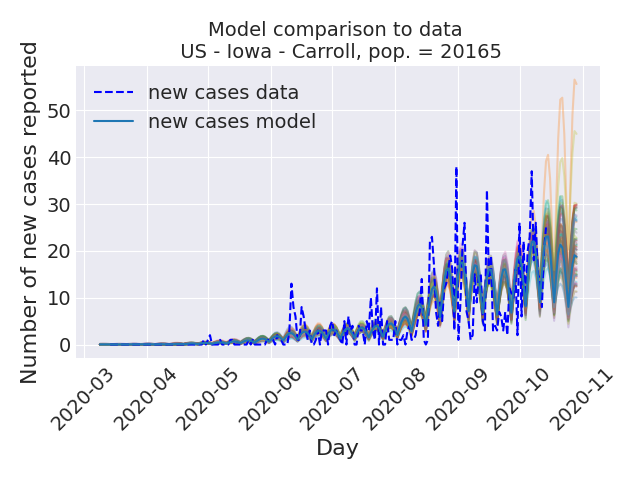 Model comparison to data
US - Iowa - Carroll, pop. = 20165
new cases data
new cases model
Number of new cases reported
50
40
30
20
10
0
2020-03
2020-04
2020-05
2020-06
2020-07
2020-08
2020-09
2020-10
2020-11
Day